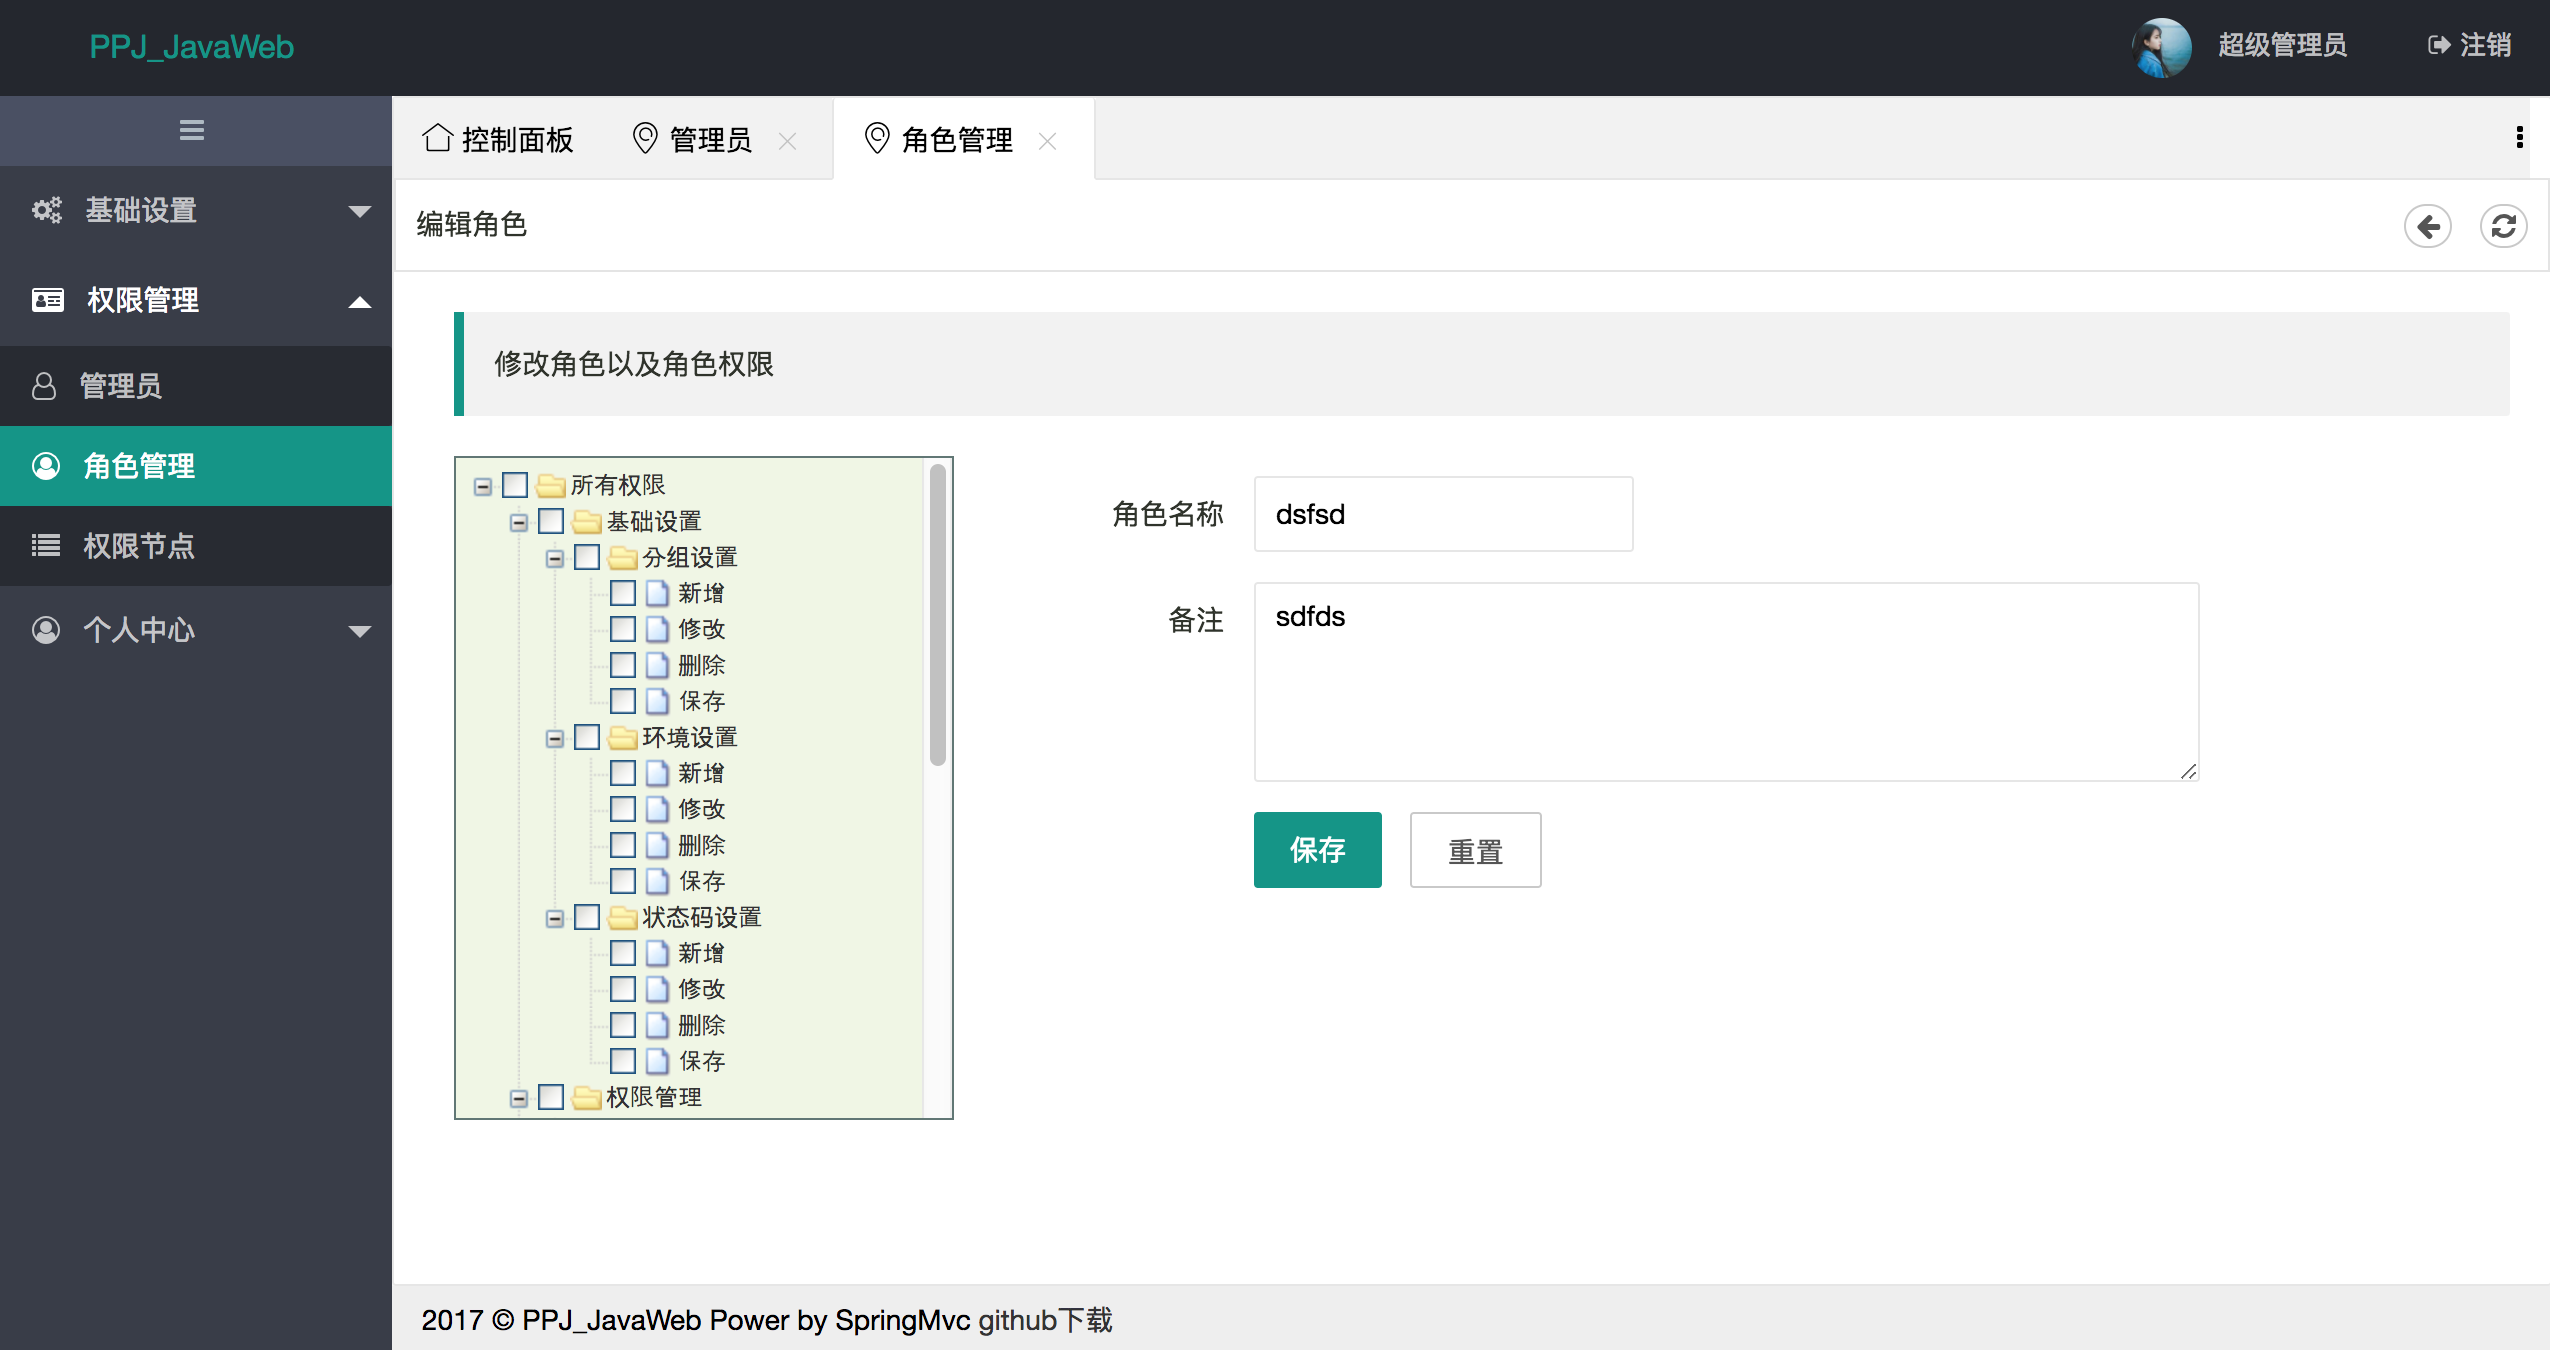 PPJ_JavaWeb
超级管理员
注销
控制面板
管理员
角色管理
基础设置
权限管理
管理员
角色管理
权限节点
个人中心
编辑角色
修改角色以及角色权限
所有权限
基础设置
分组设置
新增
修改
删除
保存
环境设置
新增
修改
删除
保存
状态码设置
新增
修改
删除
保存
权限管理
角色名称
dsfsd
备注
sdfds
保存
重置
2017 © PPJ_JavaWeb Power by SpringMvc github下载